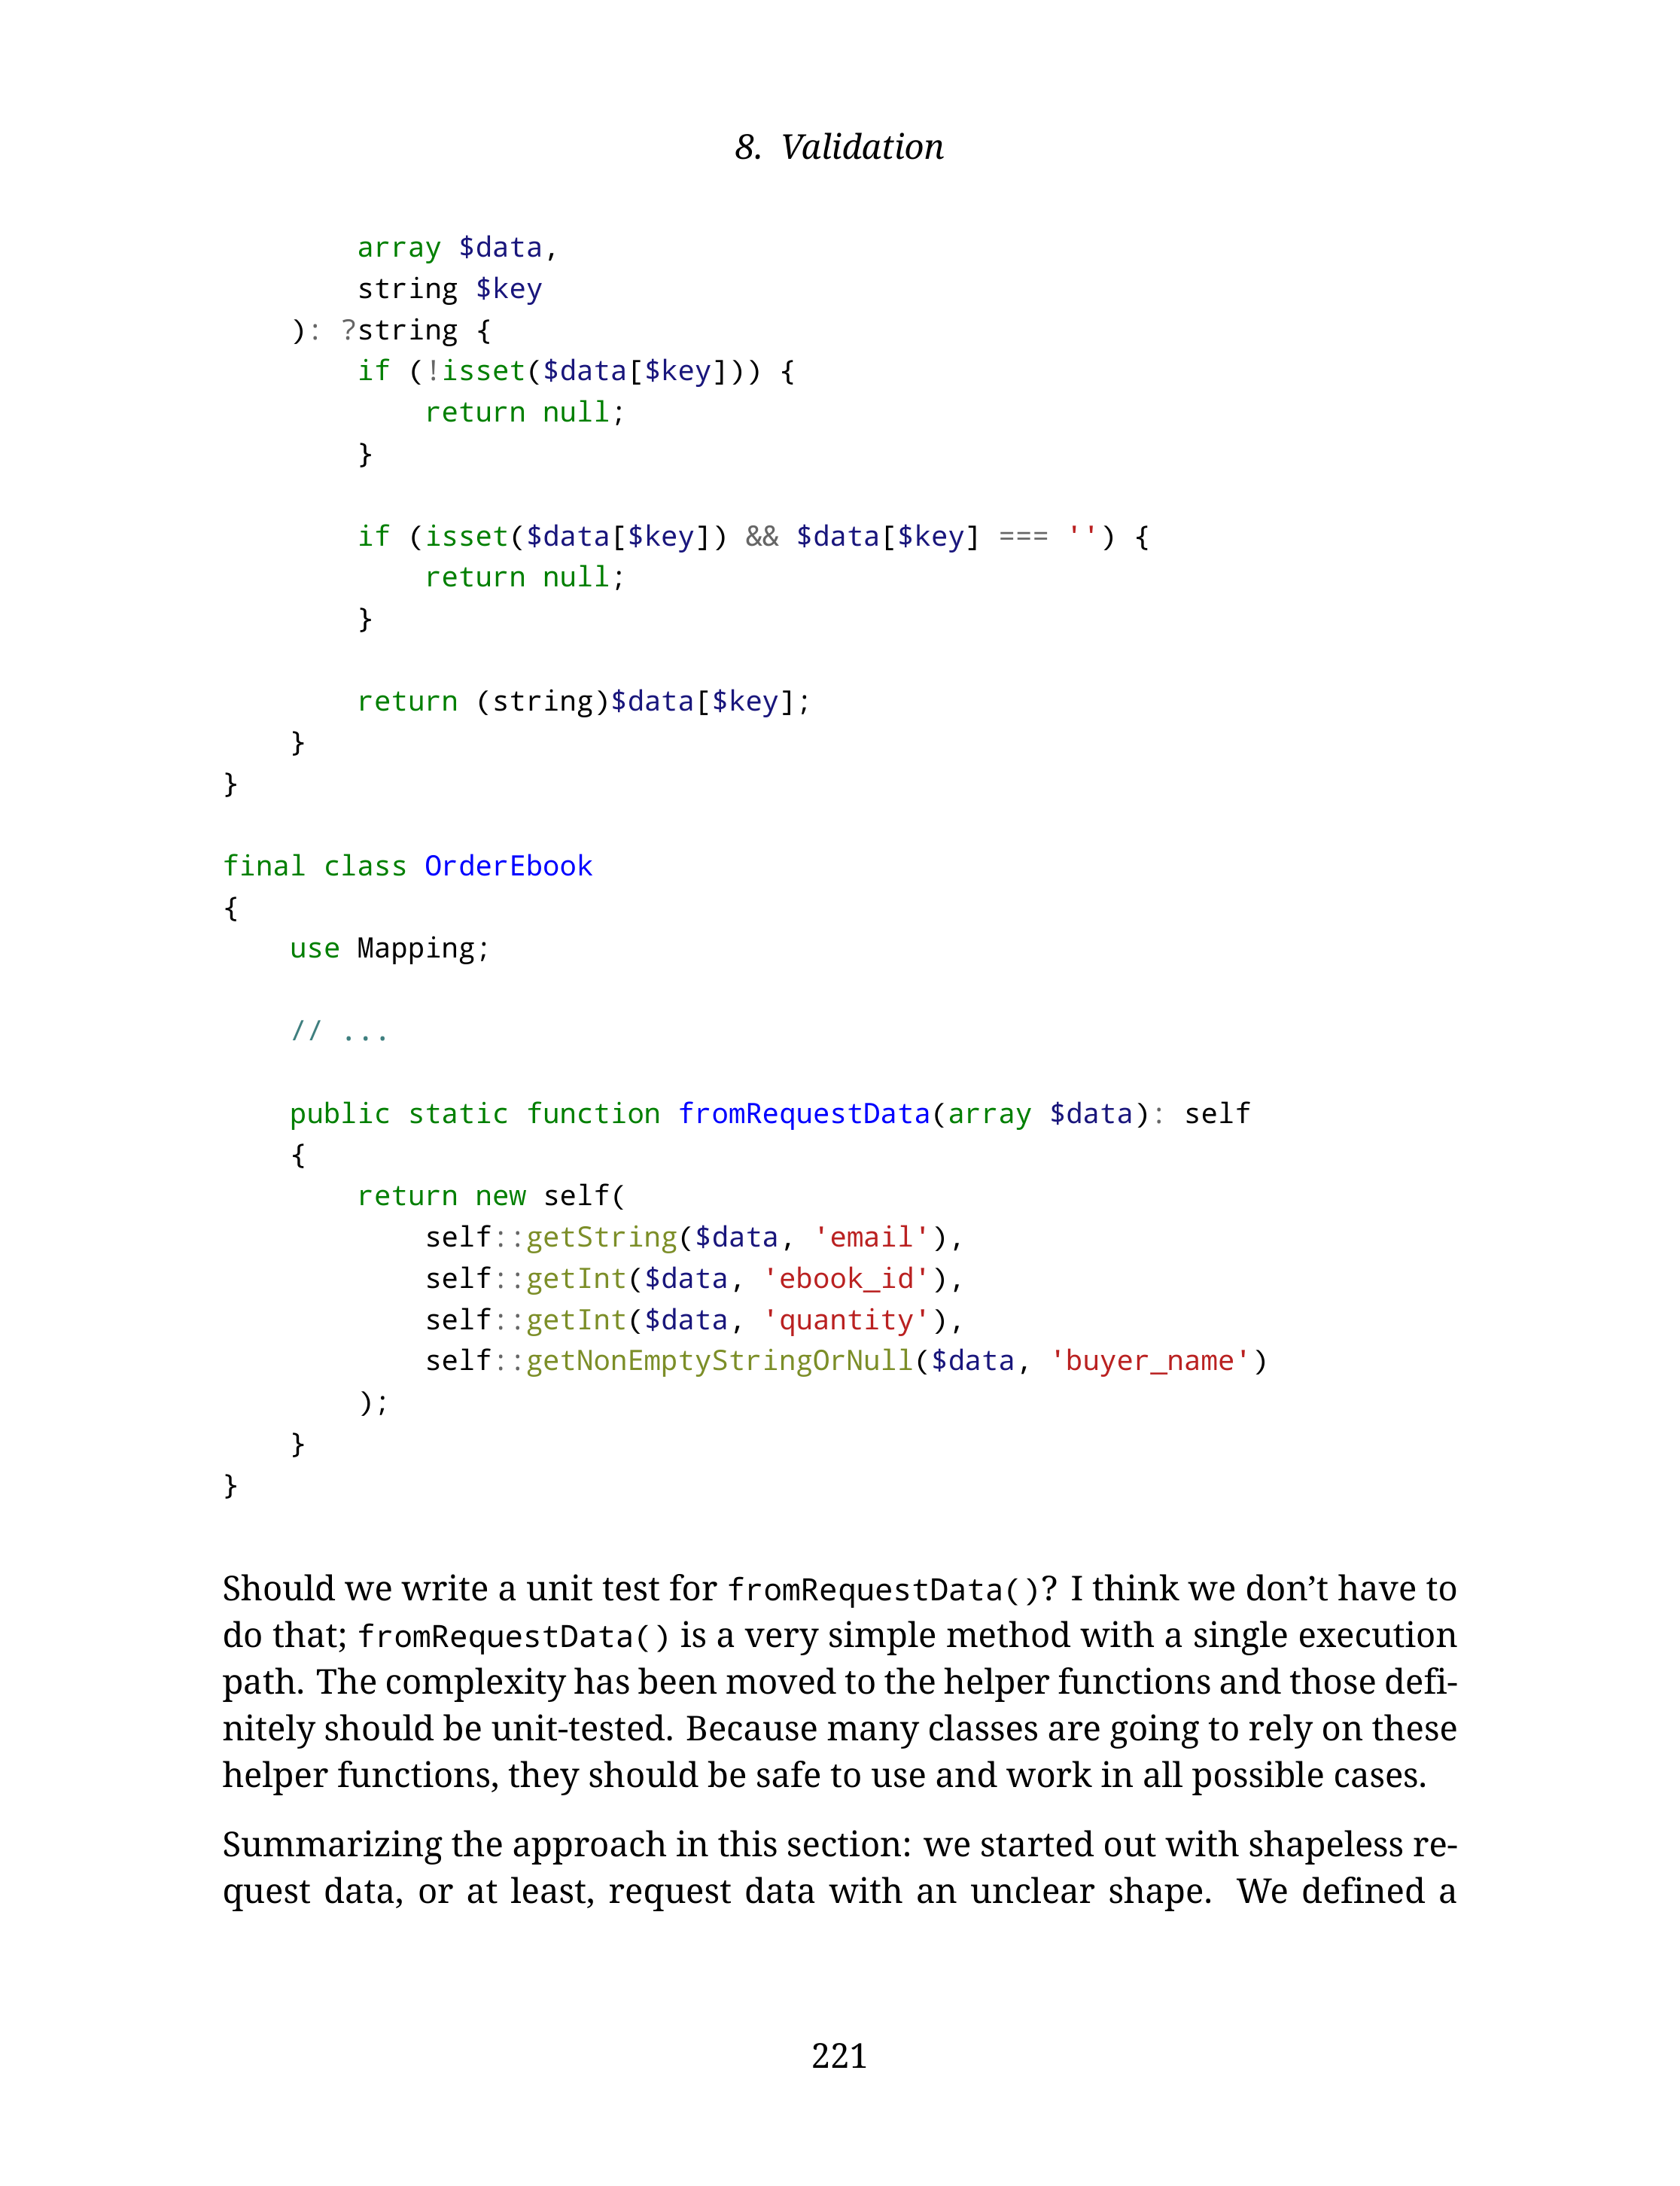 8. Validation
        array $data,
        string $key
    ): ?string {
        if (!isset($data[$key])) {
            return null;
        }

        if (isset($data[$key]) && $data[$key] === '') {
            return null;
        }

        return (string)$data[$key];
    }
}

final class OrderEbook
{
    use Mapping;

    // ...

    public static function fromRequestData(array $data): self
    {
        return new self(
            self::getString($data, 'email'),
            self::getInt($data, 'ebook_id'),
            self::getInt($data, 'quantity'),
            self::getNonEmptyStringOrNull($data, 'buyer_name')
        );
    }
}

Should we write a unit test for fromRequestData()? I think we don’t have to
do that; fromRequestData() is a very simple method with a single execution
path. The complexity has been moved to the helper functions and those defi-
nitely should be unit-tested. Because many classes are going to rely on these
helper functions, they should be safe to use and work in all possible cases.
Summarizing the approach in this section: we started out with shapeless re-
quest data, or at least, request data with an unclear shape. We defined a
221